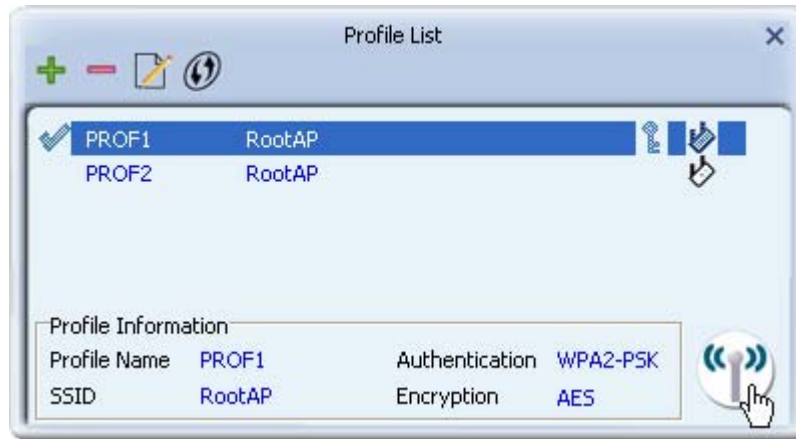 Profile List
PROF1 RootAP
PROF2 RootAP
Profile Information
Profile Name PROF1 Authentication WPA2-PSK
SSID RootAP Encryption AES